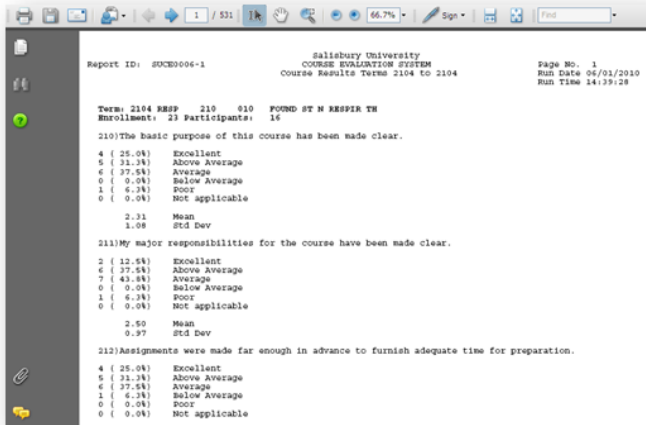 1 / 531 66.7% Sign Find
Salisbury University
Report ID: SUCE0006-1 COURSE EVALUATION SYSTEM Page No. 1
Course Results Terms 2104 to 2104 Run Date 06/01/2010
Run Time 14:39:28
Term: 2104 RESP 210 010 FOUND ST N RESPIR TH
Enrollment: 23 Participants: 16
210)The basic purpose of this course has been made clear.
4 ( 25.0%) Excellent
5 ( 31.3%) Above Average
6 ( 37.5%) Average
0 ( 0.0%) Below Average
1 ( 6.3%) Poor
0 ( 0.0%) Not applicable
2.31 Mean
1.08 Std Dev
211)My major responsibilities for the course have been made clear.
2 ( 12.5%) Excellent
6 ( 37.5%) Above Average
7 ( 43.8%) Average
0 ( 0.0%) Below Average
1 ( 6.3%) Poor
0 ( 0.0%) Not applicable
2.50 Mean
0.97 Std Dev
212)Assignments were made far enough in advance to furnish adequate time for preparation.
4 ( 25.0%) Excellent
5 ( 31.3%) Above Average
6 ( 37.5%) Average
1 ( 6.3%) Below Average
0 ( 0.0%) Poor
0 ( 0.0%) Not applicable